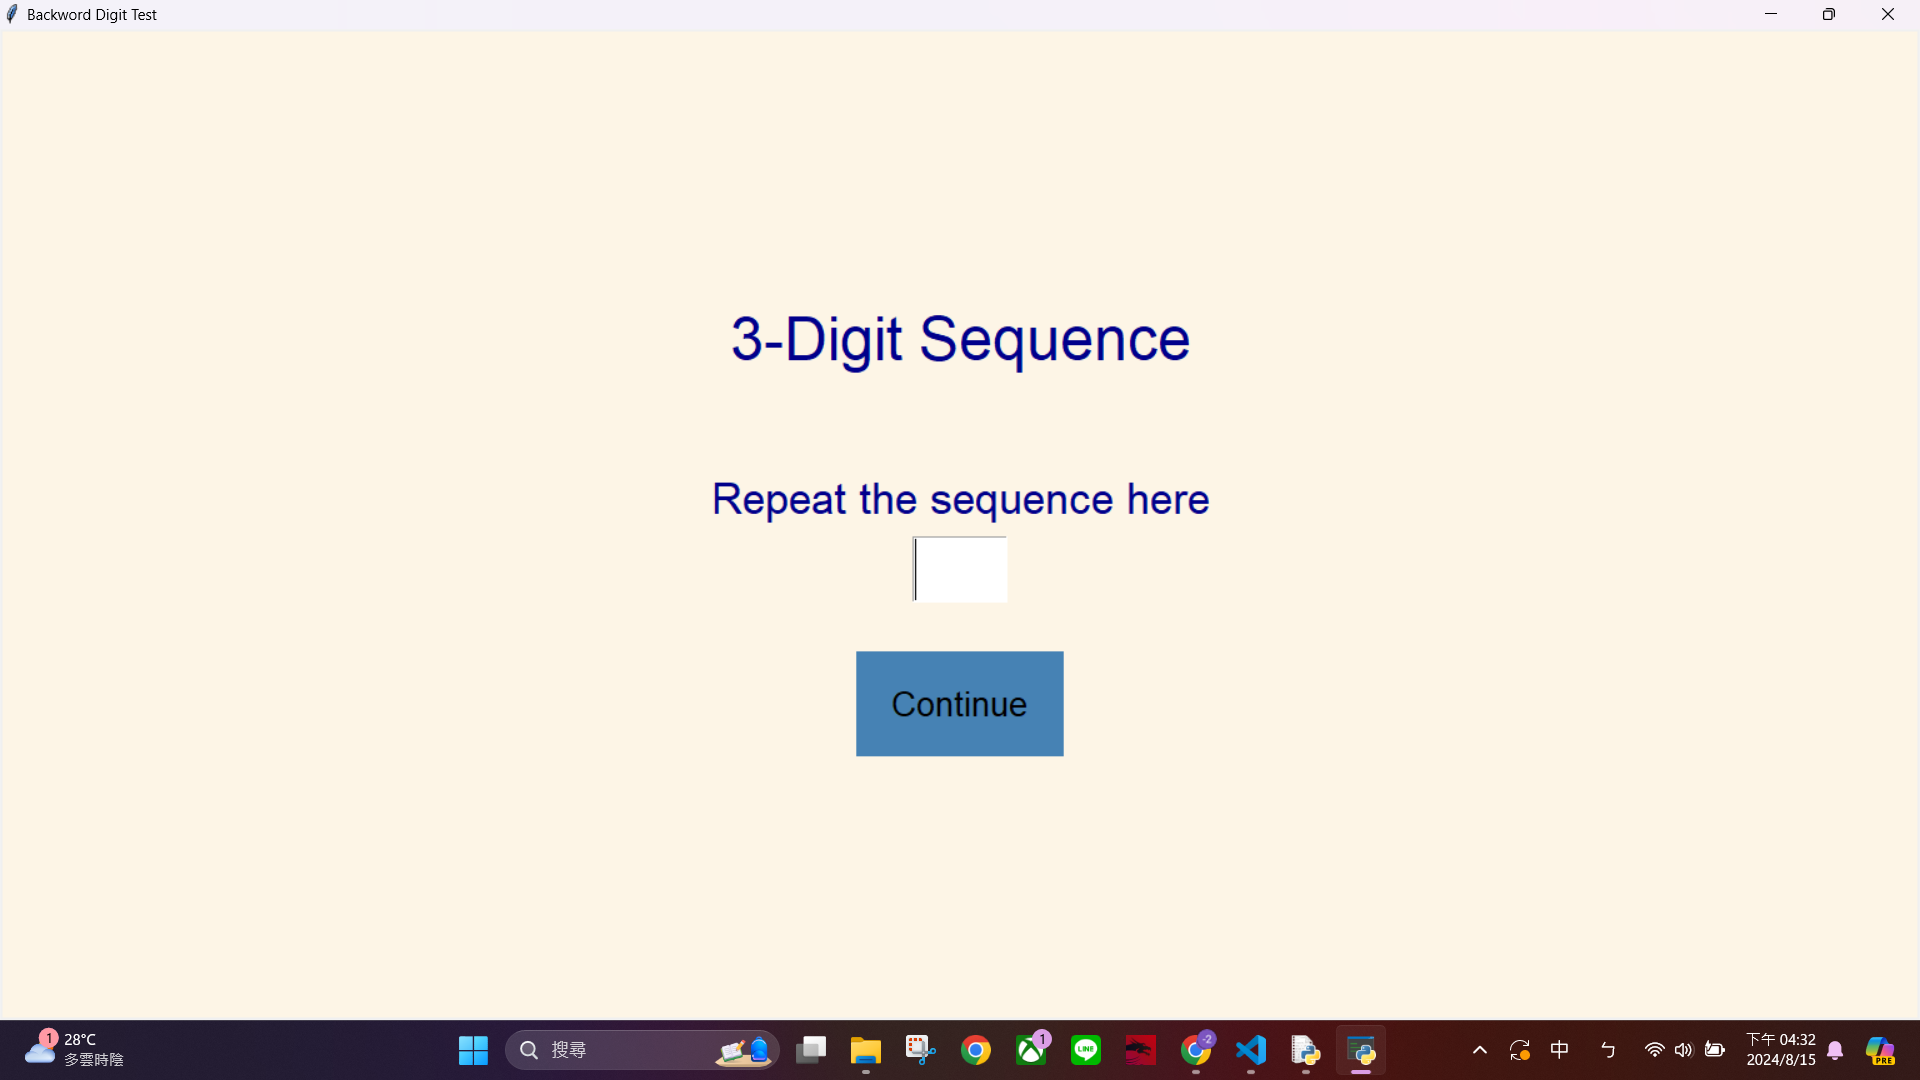 Backword Digit Test
3-Digit Sequence
Repeat the sequence here
Continue
1
28°C
多雲時陰
搜尋
1
LINE
-2
中
ㄅ
下午 04:32
2024/8/15
PRE